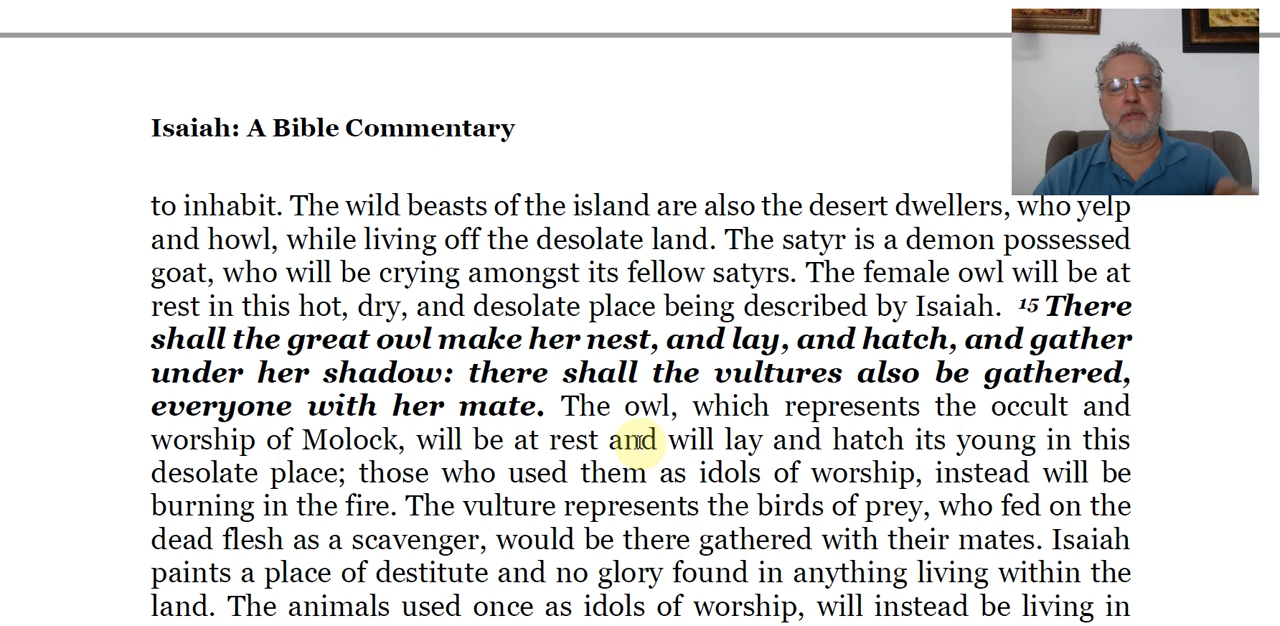 Isaiah: A Bible Commentary
to inhabit. The wild beasts of the island are also the desert dwellers, who yelp
and howl, while living off the desolate land. The satyr is a demon possessed
goat, who will be crying amongst its fellow satyrs. The female owl will be at
rest in this hot, dry, and desolate place being described by Isaiah. 15 There
shall the great owl make her nest, and lay, and hatch, and gather
under her shadow: there shall the vultures also be gathered,
everyone with her mate. The owl, which represents the occult and
worship of Molock, will be at rest and will lay and hatch its young in this
desolate place; those who used them as idols of worship, instead will be
burning in the fire. The vulture represents the birds of prey, who fed on the
dead flesh as a scavenger, would be there gathered with their mates. Isaiah
paints a place of destitute and no glory found in anything living within the
land. The animals used once as idols of worship, will instead be living in